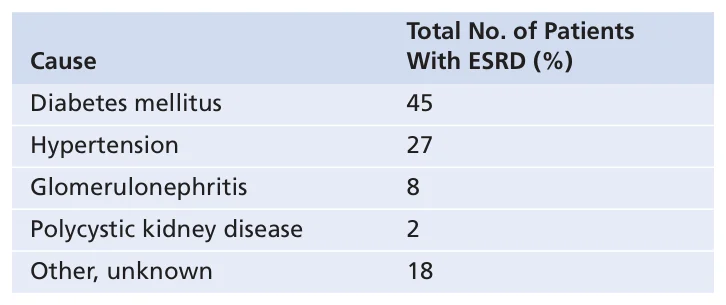 Cause Total No. of Patients With ESRD (%)
Diabetes mellitus 45
Hypertension 27
Glomerulonephritis 8
Polycystic kidney disease 2
Other, unknown 18